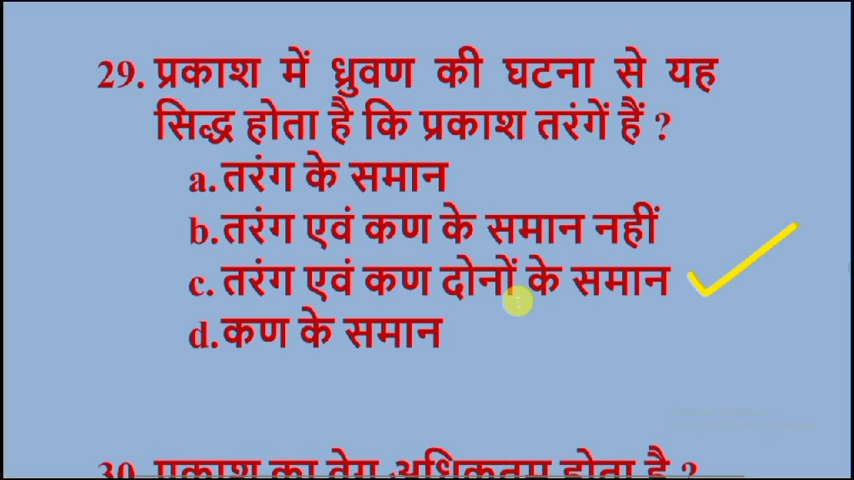 29. प्रकाश में ध्रुवण की घटना से यह
सिद्ध होता है कि प्रकाश तरंगें हैं ?
a.तरंग के समान
b.तरंग एवं कण के समान नहीं
c. तरंग एवं कण दोनों के समान
d.कण के समान
30. प्रकाश का वेग अधिकतम होता है ?